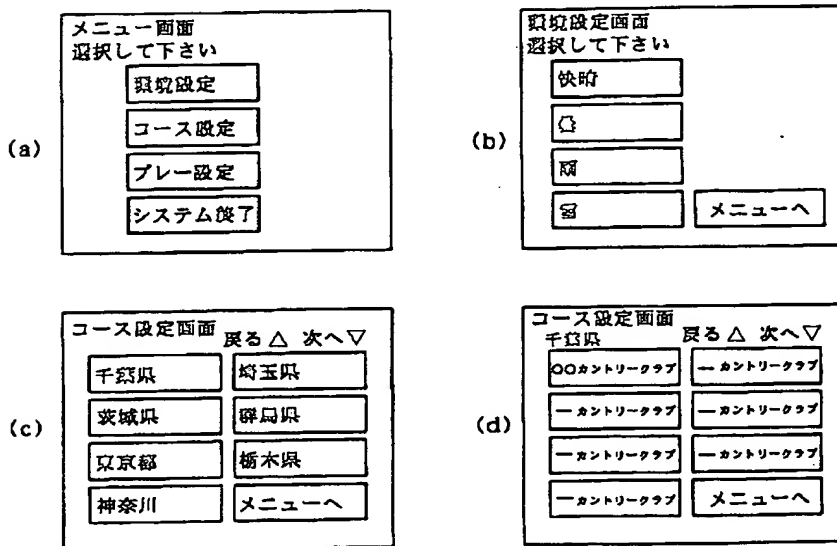 (a)
メニュー画面
選択して下さい
環境設定
コース設定
プレー設定
システム終了
(b)
環境設定画面
選択して下さい
快晴
雨
メニューへ
(c)
コース設定画面
戻る△ 次へ▽
千葉県
埼玉県
茨城県
群馬県
東京都
栃木県
神奈川
メニューへ
(d)
コース設定画面
千葉県
戻る△ 次へ▽
○○カントリークラブ
―カントリークラブ
―カントリークラブ
―カントリークラブ
―カントリークラブ
―カントリークラブ
―カントリークラブ
メニューへ